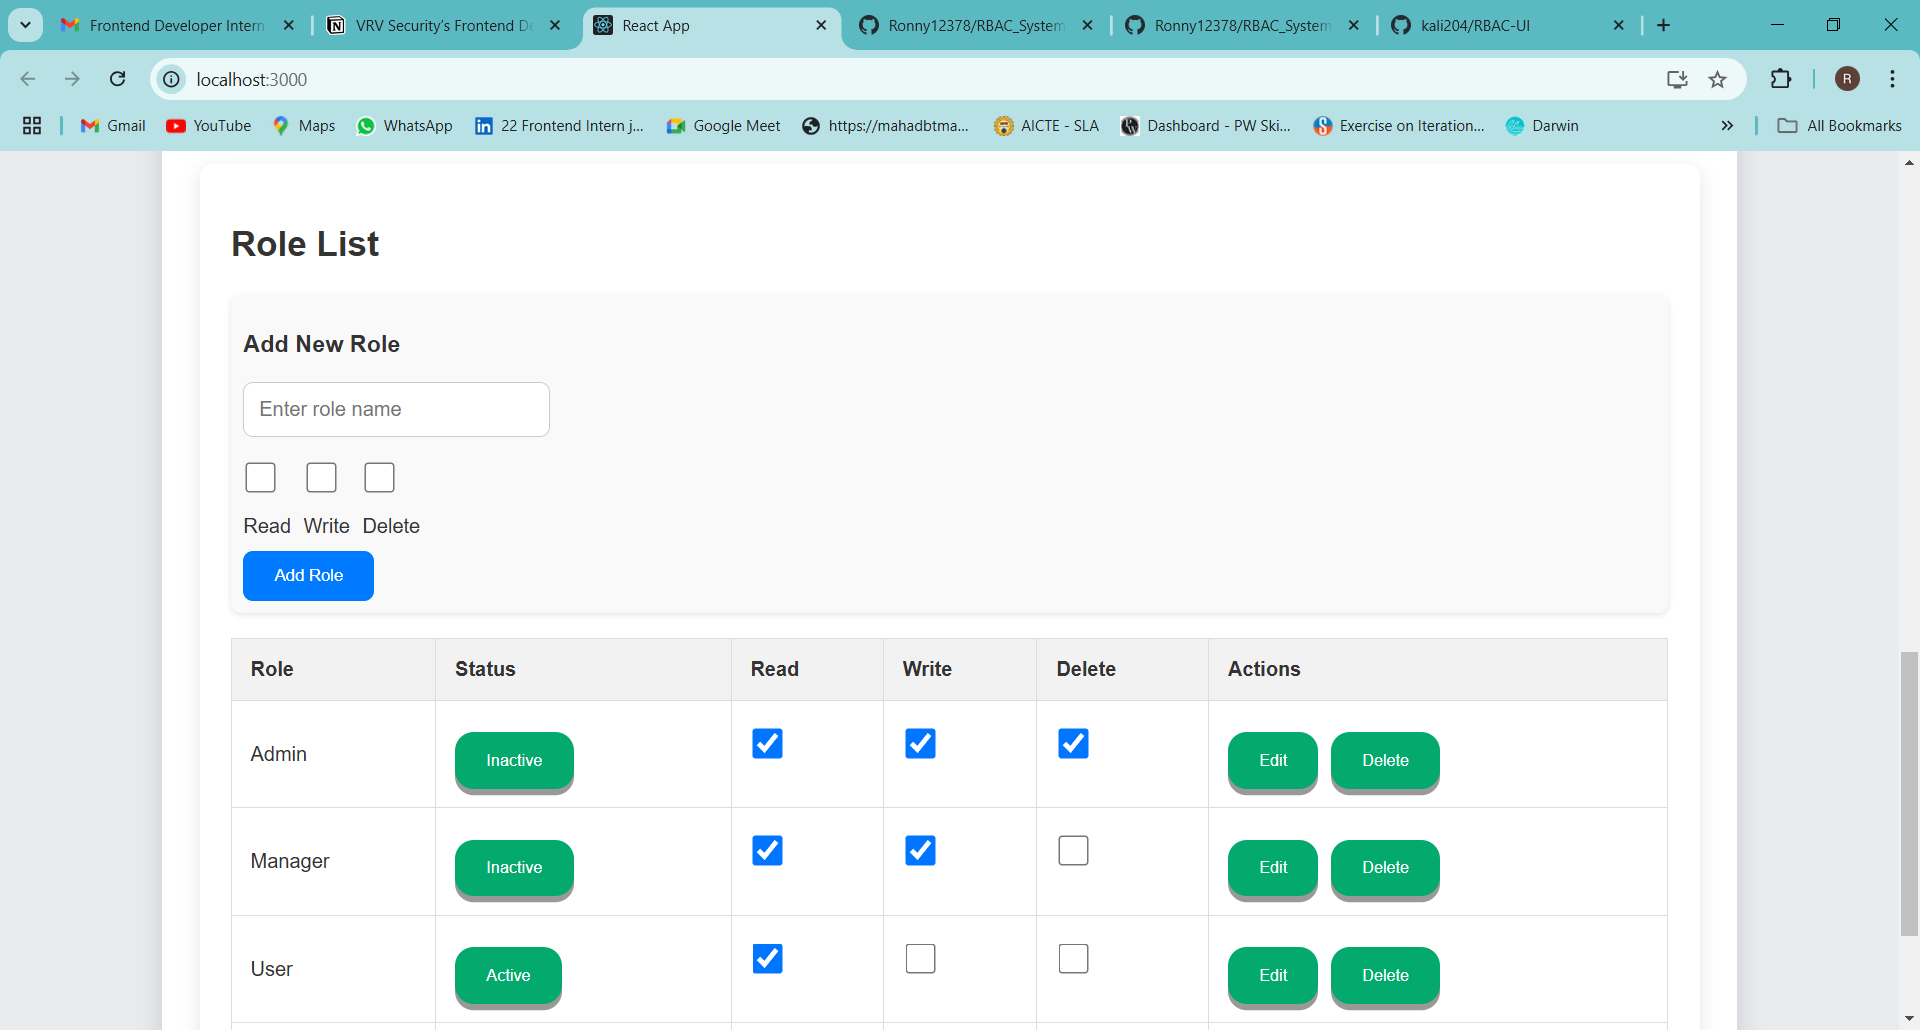 Frontend Developer Intern
VRV Security's Frontend De
React App
Ronny12378/RBAC_System
Ronny12378/RBAC_System
kali204/RBAC-UI
localhost:3000
R
Gmail
YouTube
Maps
WhatsApp
22 Frontend Intern j...
Google Meet
https://mahadbtma...
AICTE - SLA
Dashboard - PW Ski...
Exercise on Iteration...
Darwin
All Bookmarks
Role List
Add New Role
Enter role name
Read Write Delete
Add Role
Role Status Read Write Delete Actions
Admin Inactive Edit Delete
Manager Inactive Edit Delete
User Active Edit Delete